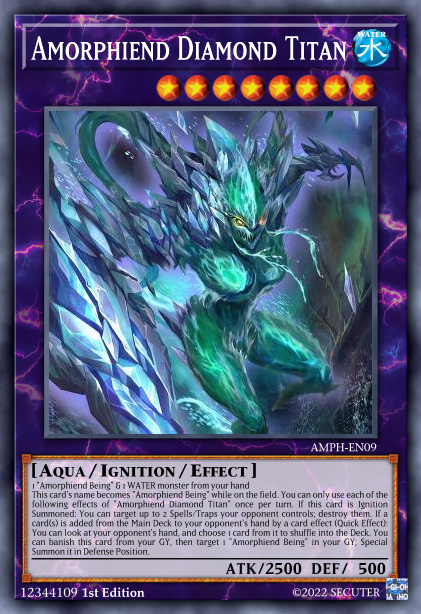 AMORPHIEND DIAMOND TITAN
WATER
水
AMPH-EN09
[AQUA / IGNITION / EFFECT]
1 "Amorphiend Being" & 1 WATER monster from your hand
This card's name becomes "Amorphiend Being" while on the field. You can only use each of the
following effects of "Amorphiend Diamond Titan" once per turn. If this card is Ignition
Summoned: You can target up to 2 Spells/Traps your opponent controls; destroy them. If a
card(s) is added from the Main Deck to your opponent's hand by a card effect (Quick Effect):
You can look at your opponent's hand, and choose 1 card from it to shuffle into the Deck. You
can banish this card from your GY, then target 1 "Amorphiend Being" in your GY; Special
Summon it in Defense Position.
ATK/2500 DEF/ 500
12344109 1st Edition
©2022 SECUTER